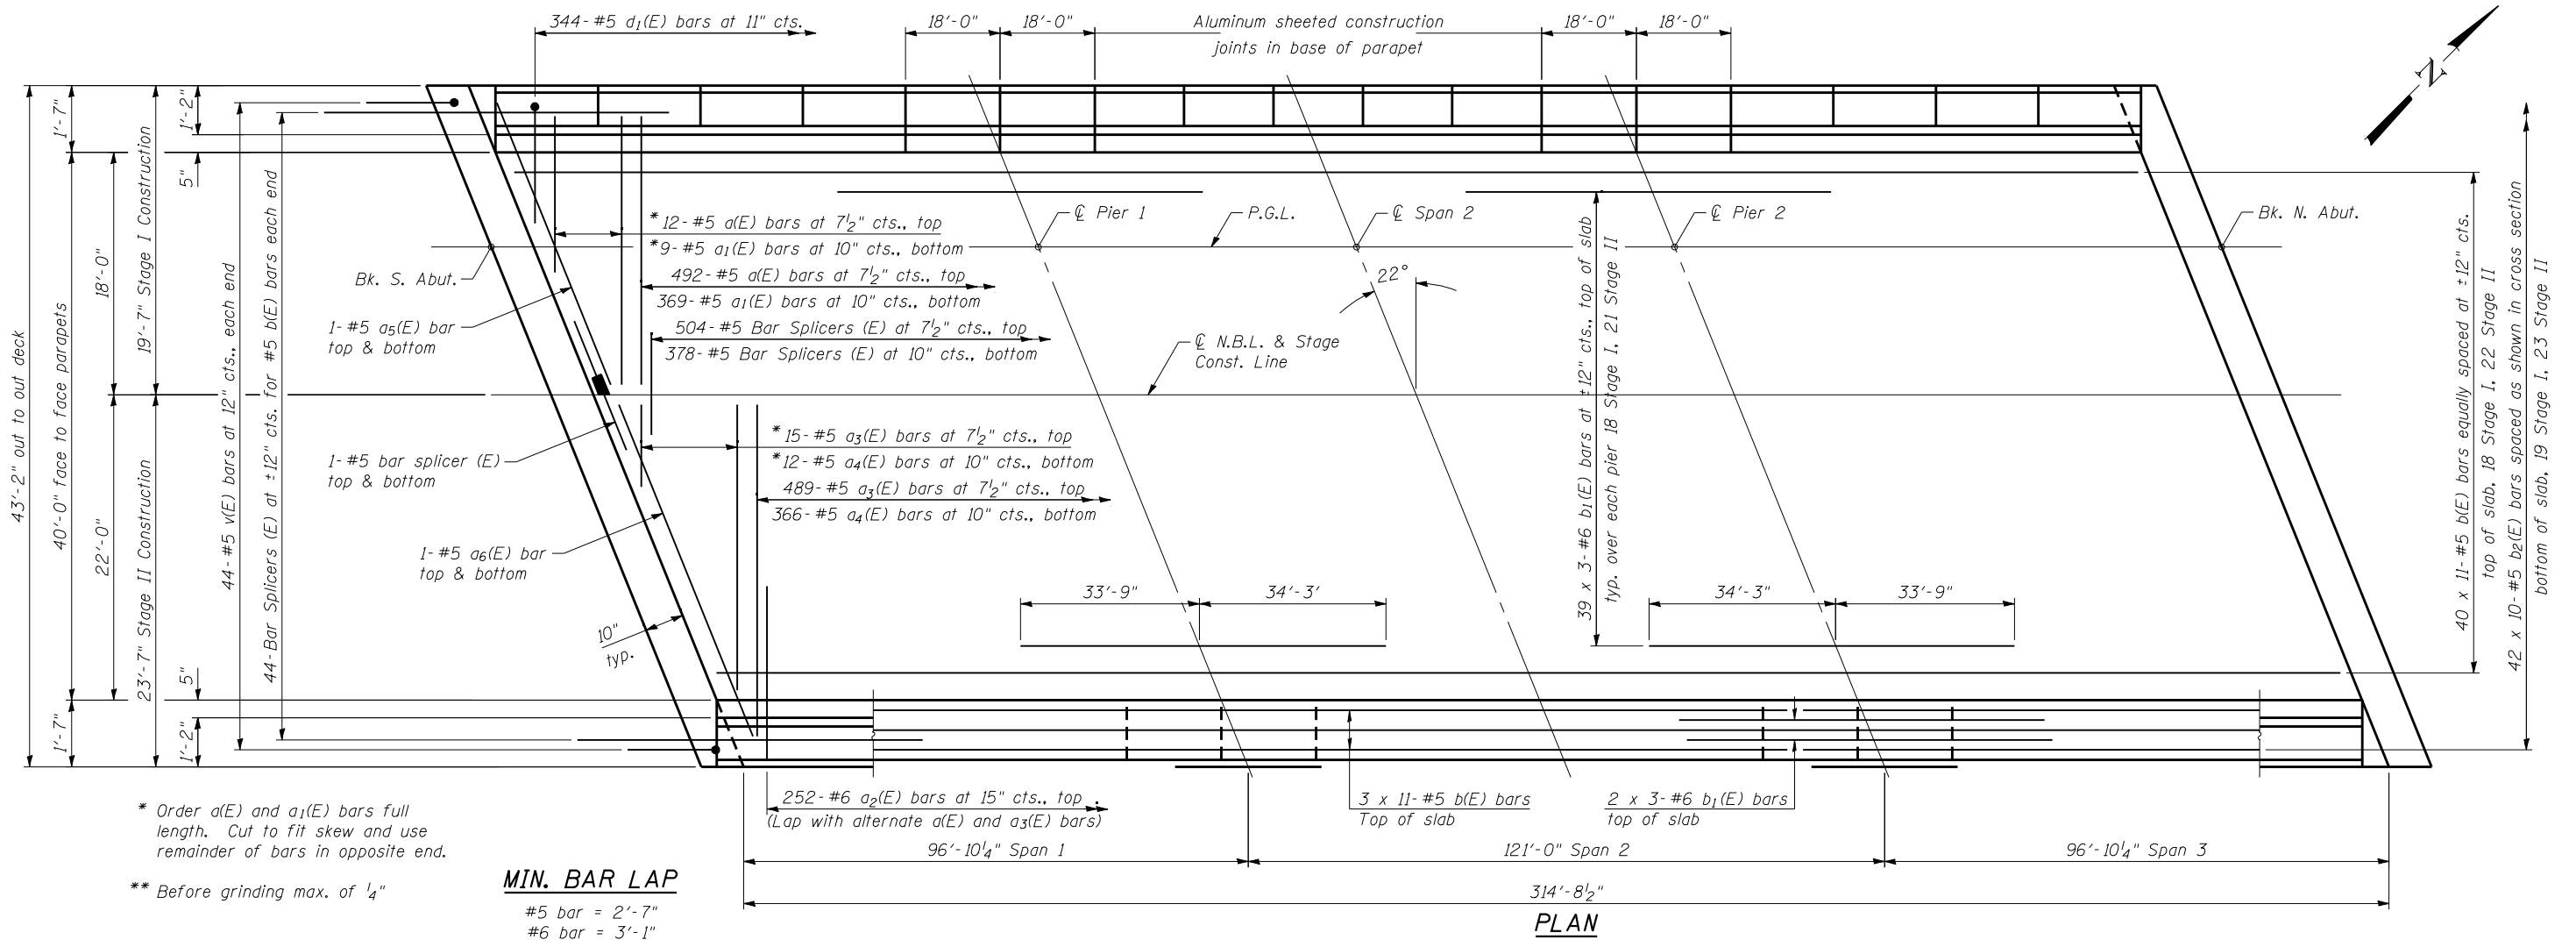 344-#5 d1(E) bars at 11" cts.
18'-0"
18'-0"
Aluminum sheeted construction
joints in base of parapet
18'-0"
18'-0"
N
1'-7"
1'-2"
5"
43'-2" out to out deck
40'-0" face to face parapets
18'-0"
22'-0"
19'-7" Stage I Construction
23'-7" Stage II Construction
5"
1'-2"
1'-7"
44-#5 v(E) bars at 12" cts., each end
44-Bar Splicers (E) at ±12" cts. for #5 b(E) bars each end
Bk. S. Abut.
1-#5 a5(E) bar
top & bottom
1-#5 bar splicer (E)
top & bottom
1-#5 a6(E) bar
top & bottom
10"
typ.
*12-#5 a(E) bars at 7½" cts., top
*9-#5 a1(E) bars at 10" cts., bottom
492-#5 a(E) bars at 7½" cts., top
369-#5 a1(E) bars at 10" cts., bottom
504-#5 Bar Splicers (E) at 7½" cts., top
378-#5 Bar Splicers (E) at 10" cts., bottom
*15-#5 a3(E) bars at 7½" cts., top
*12-#5 a4(E) bars at 10" cts., bottom
489-#5 a3(E) bars at 7½" cts., top
366-#5 a4(E) bars at 10" cts., bottom
℄ Pier 1
P.G.L.
℄ Span 2
℄ Pier 2
Bk. N. Abut.
22°
℄ N.B.L. & Stage
Const. Line
39 x 3-#6 b1(E) bars at ±12" cts., top of slab
typ. over each pier 18 Stage I, 21 Stage II
33'-9"
34'-3'
34'-3"
33'-9"
40 x 11-#5 b(E) bars equally spaced at ±12" cts.
top of slab, 18 Stage I, 22 Stage II
42 x 10-#5 b2(E) bars spaced as shown in cross section
bottom of slab, 19 Stage I, 23 Stage II
252-#6 a2(E) bars at 15" cts., top .
(Lap with alternate a(E) and a3(E) bars)
3 x 11-#5 b(E) bars
Top of slab
2 x 3-#6 b1(E) bars
top of slab
96'-10¼" Span 1
121'-0" Span 2
96'-10¼" Span 3
314'-8½"
PLAN
* Order a(E) and a1(E) bars full
length. Cut to fit skew and use
remainder of bars in opposite end.
** Before grinding max. of ¼"
MIN. BAR LAP
#5 bar = 2'-7"
#6 bar = 3'-1"